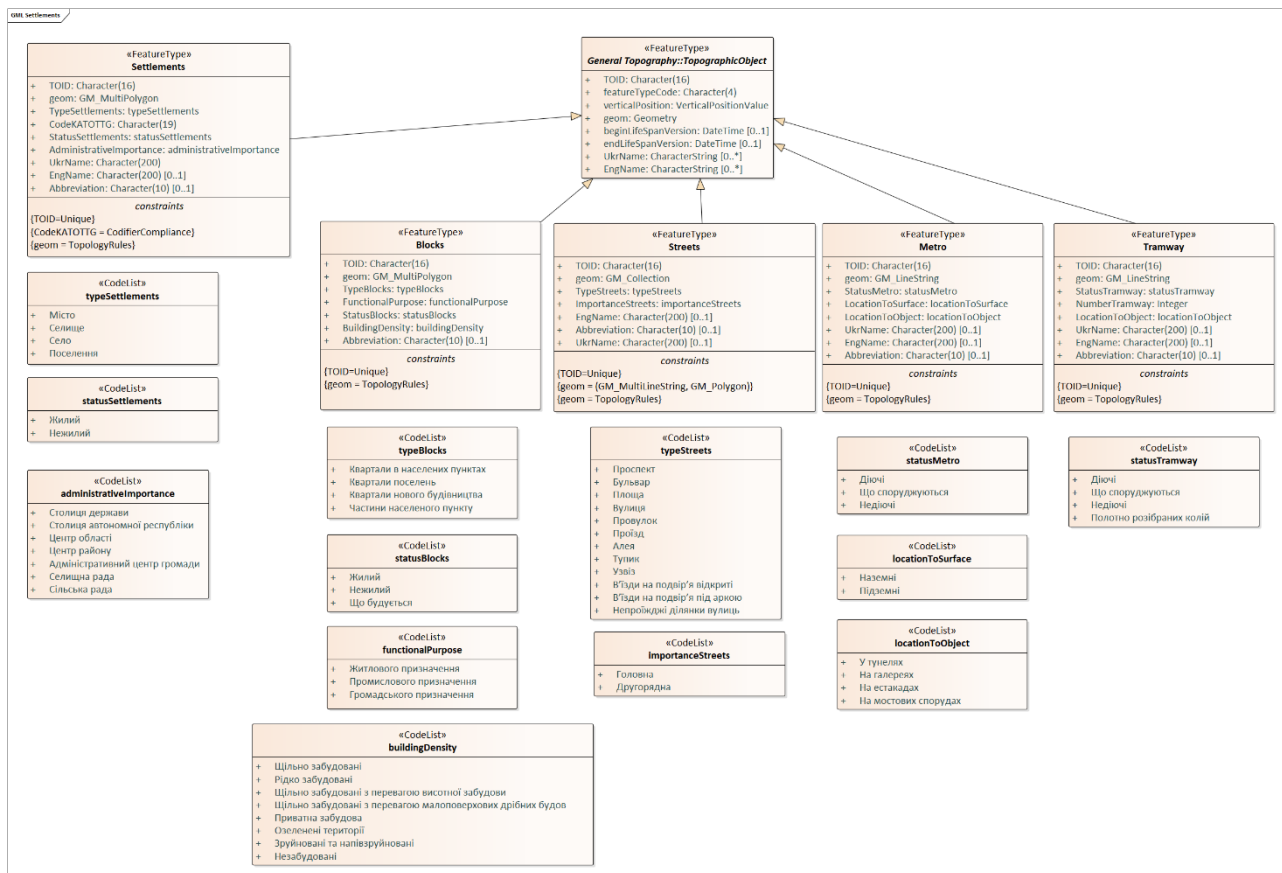 GML Settlements
«FeatureType»
Settlements
+ TOID: Character(16)
+ geom: GM_MultiPolygon
+ TypeSettlements: typeSettlements
+ CodeKATOTTG: Character(19)
+ StatusSettlements: statusSettlements
+ AdministrativeImportance: administrativeImportance
+ UkrName: Character(200)
+ EngName: Character(200) [0..1]
+ Abbreviation: Character(10) [0..1]
constraints
{TOID=Unique}
{CodeKATOTTG = CodifierCompliance}
{geom = TopologyRules}
«FeatureType»
General Topography::TopographicObject
+ TOID: Character(16)
+ featureTypeCode: Character(4)
+ verticalPosition: VerticalPositionValue
+ geom: Geometry
+ beginLifeSpanVersion: DateTime [0..1]
+ endLifeSpanVersion: DateTime [0..1]
+ UkrName: CharacterString [0..*]
+ EngName: CharacterString [0..*]
«FeatureType»
Blocks
+ TOID: Character(16)
+ geom: GM_MultiPolygon
+ TypeBlocks: typeBlocks
+ FunctionalPurpose: functionalPurpose
+ StatusBlocks: statusBlocks
+ BuildingDensity: buildingDensity
+ Abbreviation: Character(10) [0..1]
constraints
{TOID=Unique}
{geom = TopologyRules}
«FeatureType»
Streets
+ TOID: Character(16)
+ geom: GM_Collection
+ TypeStreets: typeStreets
+ ImportanceStreets: importanceStreets
+ EngName: Character(200) [0..1]
+ Abbreviation: Character(10) [0..1]
+ UkrName: Character(200) [0..1]
constraints
{TOID=Unique}
{geom = {GM_MultiLineString, GM_Polygon}}
{geom = TopologyRules}
«FeatureType»
Metro
+ TOID: Character(16)
+ geom: GM_LineString
+ StatusMetro: statusMetro
+ LocationToSurface: locationToSurface
+ LocationToObject: locationToObject
+ UkrName: Character(200) [0..1]
+ EngName: Character(200) [0..1]
+ Abbreviation: Character(10) [0..1]
constraints
{TOID=Unique}
{geom = TopologyRules}
«FeatureType»
Tramway
+ TOID: Character(16)
+ geom: GM_LineString
+ StatusTramway: statusTramway
+ NumberTramway: Integer
+ LocationToObject: locationToObject
+ UkrName: Character(200) [0..1]
+ EngName: Character(200) [0..1]
+ Abbreviation: Character(10) [0..1]
constraints
{TOID=Unique}
{geom = TopologyRules}
«CodeList»
typeSettlements
+ Місто
+ Селище
+ Село
+ Поселення
«CodeList»
statusSettlements
+ Жилий
+ Нежилий
«CodeList»
administrativeImportance
+ Столиця держави
+ Столиця автономної республіки
+ Центр області
+ Центр району
+ Адміністративний центр громади
+ Селищна рада
+ Сільська рада
«CodeList»
typeBlocks
+ Квартали в населених пунктах
+ Квартали поселень
+ Квартали нового будівництва
+ Частини населеного пункту
«CodeList»
statusBlocks
+ Жилий
+ Нежилий
+ Що будується
«CodeList»
functionalPurpose
+ Житлового призначення
+ Промислового призначення
+ Громадського призначення
«CodeList»
buildingDensity
+ Щільно забудовані
+ Рідко забудовані
+ Щільно забудовані з перевагою висотної забудови
+ Щільно забудовані з перевагою малоповерхових дрібних будов
+ Приватна забудова
+ Озеленені території
+ Зруйновані та напівзруйновані
+ Незабудовані
«CodeList»
typeStreets
+ Проспект
+ Бульвар
+ Площа
+ Вулиця
+ Провулок
+ Проїзд
+ Алея
+ Тупик
+ Узвіз
+ В'їзди на подвір'я відкриті
+ В'їзди на подвір'я під аркою
+ Непроїжджі ділянки вулиць
«CodeList»
importanceStreets
+ Головна
+ Другорядна
«CodeList»
statusMetro
+ Діючі
+ Що споруджуються
+ Недіючі
«CodeList»
locationToSurface
+ Наземні
+ Підземні
«CodeList»
locationToObject
+ У тунелях
+ На галереях
+ На естакадах
+ На мостових спорудах
«CodeList»
statusTramway
+ Діючі
+ Що споруджуються
+ Недіючі
+ Полотно розібраних колій